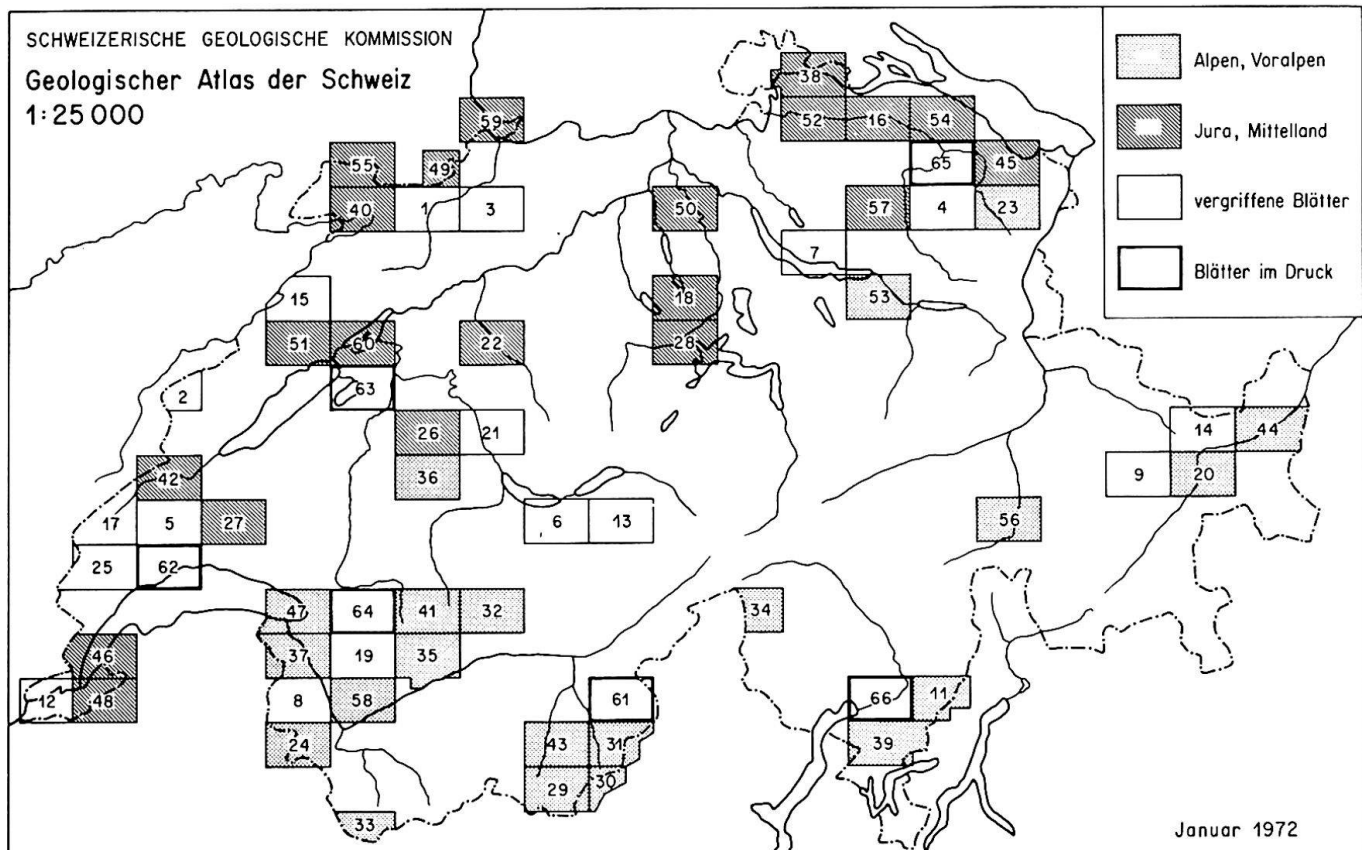 SCHWEIZERISCHE GEOLOGISCHE KOMMISSION
Geologischer Atlas der Schweiz
1:25 000
Alpen, Voralpen
Jura, Mittelland
vergriffene Blätter
Blätter im Druck
38
59
52 16 54
55 49 65 45
40 1 3 50 57 4 23
7
15 18 53
51 60 22 28
2 63
26 21 14 44
42 36 9 20
17 5 27 6 13 56
25 62
47 64 41 32 34
46 37 19 35
12 48 8 58 61 66 11
24 43 31 39
29 30
33
Januar 1972